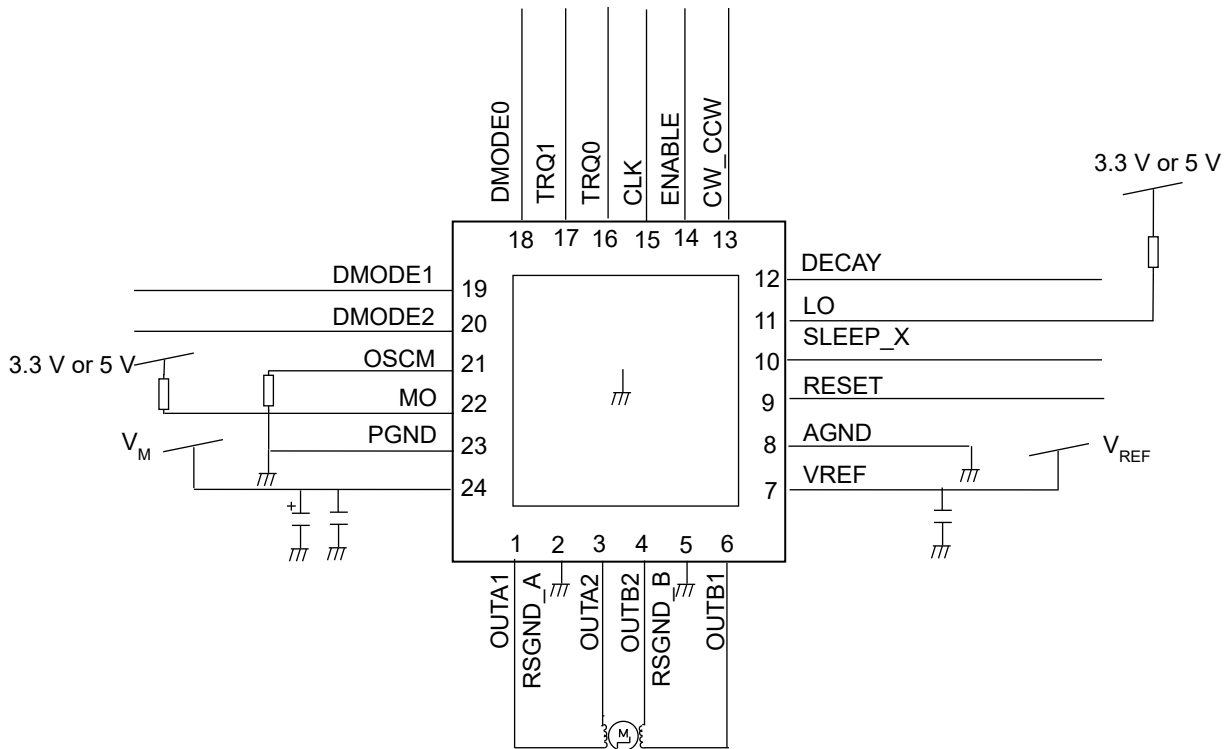 DMODE0
TRQ1
TRQ0
CLK
ENABLE
CW_CCW
3.3 V or 5 V
18 17 16 15 14 13
DMODE1 19
DMODE2 20
3.3 V or 5 V
OSCM 21
MO 22
PGND 23
VM
24
12 DECAY
11 LO
10 SLEEP_X
9 RESET
8 AGND
7 VREF
VREF
1 2 3 4 5 6
OUTA1
RSGND_A
OUTA2
OUTB2
RSGND_B
OUTB1
M